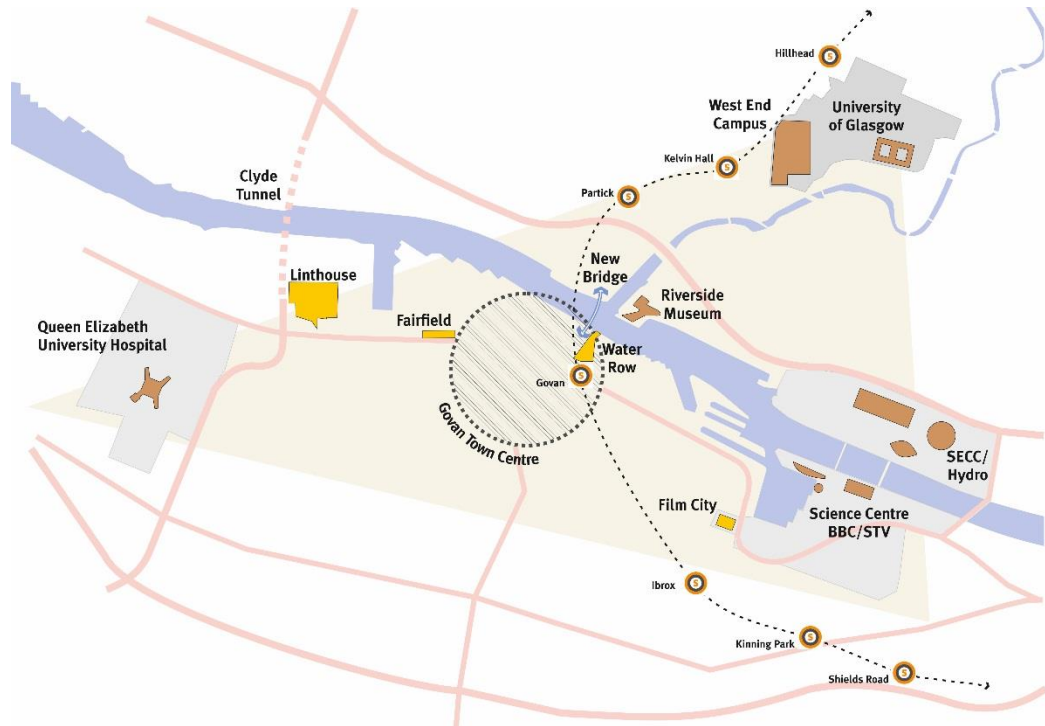 Hillhead
S
West End
Campus
University
of Glasgow
Kelvin Hall
S
Partick
S
Clyde
Tunnel
New
Bridge
Linthouse
Riverside
Museum
Fairfield
Queen Elizabeth
University Hospital
Water
Row
Govan
S
Govan Town Centre
SECC/
Hydro
Film City
Science Centre
BBC/STV
Ibrox
S
Kinning Park
S
Shields Road
S